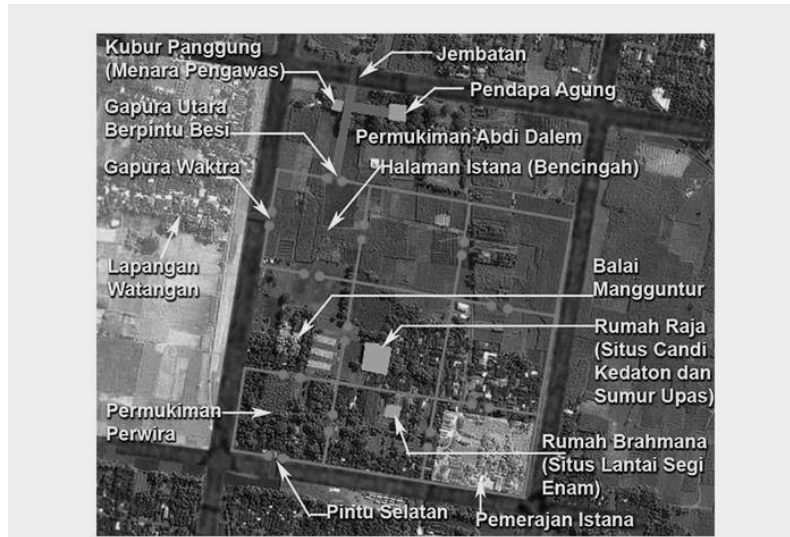 Kubur Panggung
(Menara Pengawas)
Jembatan
Pendapa Agung
Gapura Utara
Berpintu Besi
Permukiman Abdi Dalem
Gapura Waktra
Halaman Istana (Bencingah)
Lapangan
Watangan
Balai
Mangguntur
Rumah Raja
(Situs Candi
Kedaton dan
Sumur Upas)
Permukiman
Perwira
Rumah Brahmana
(Situs Lantai Segi
Enam)
Pintu Selatan
Pemerajan Istana